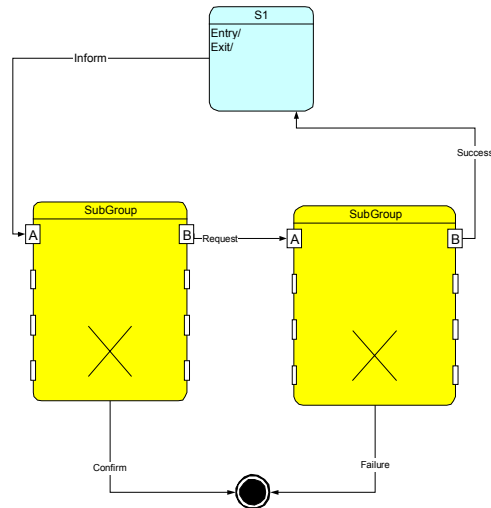 S1
Entry/
Exit/
Inform
Success
SubGroup
SubGroup
A
B
Request
A
B
Confirm
Failure